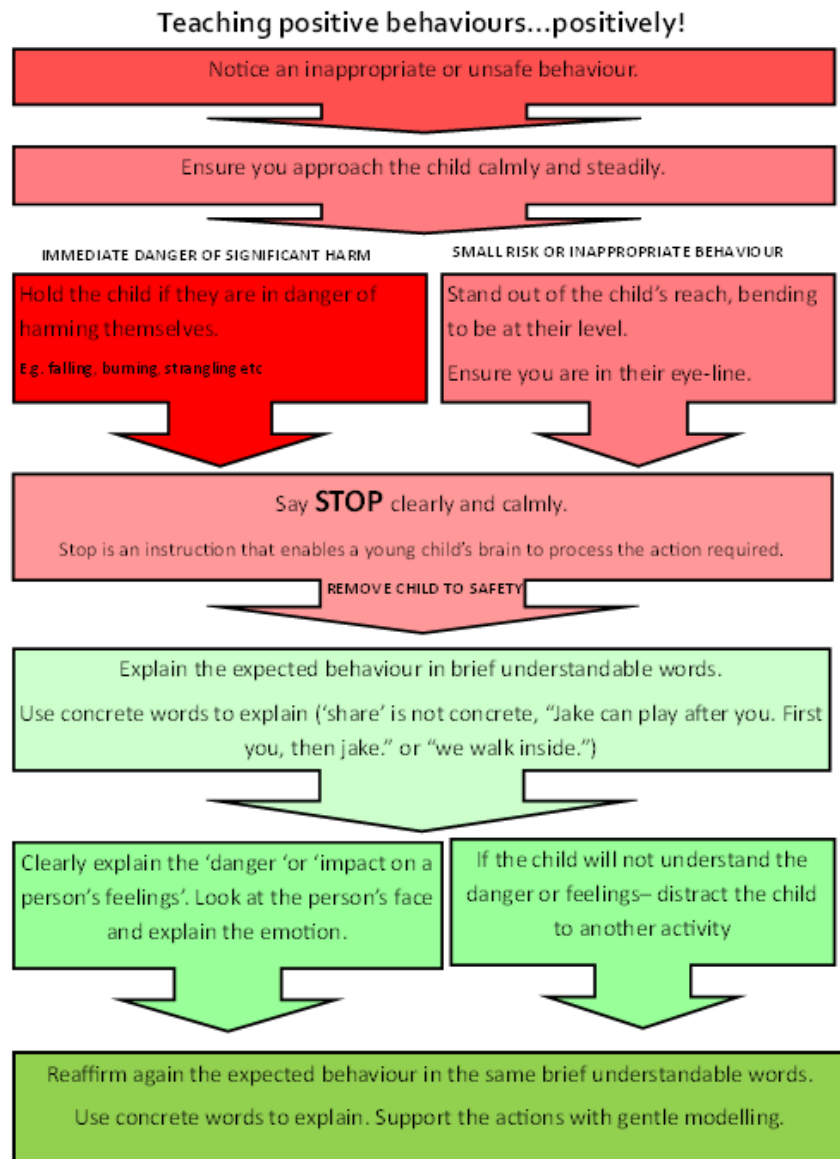 Teaching positive behaviours...positively!
Notice an inappropriate or unsafe behaviour.
Ensure you approach the child calmly and steadily.
IMMEDIATE DANGER OF SIGNIFICANT HARM
Hold the child if they are in danger of
harming themselves.
E.g. falling, burning, strangling etc
SMALL RISK OR INAPPROPRIATE BEHAVIOUR
Stand out of the child's reach, bending
to be at their level.
Ensure you are in their eye-line.
Say STOP clearly and calmly.
Stop is an instruction that enables a young child's brain to process the action required.
REMOVE CHILD TO SAFETY
Explain the expected behaviour in brief understandable words.
Use concrete words to explain ('share' is not concrete, "Jake can play after you. First
you, then jake." or "we walk inside.")
Clearly explain the 'danger 'or 'impact on a
person's feelings'. Look at the person's face
and explain the emotion.
If the child will not understand the
danger or feelings– distract the child
to another activity
Reaffirm again the expected behaviour in the same brief understandable words.
Use concrete words to explain. Support the actions with gentle modelling.